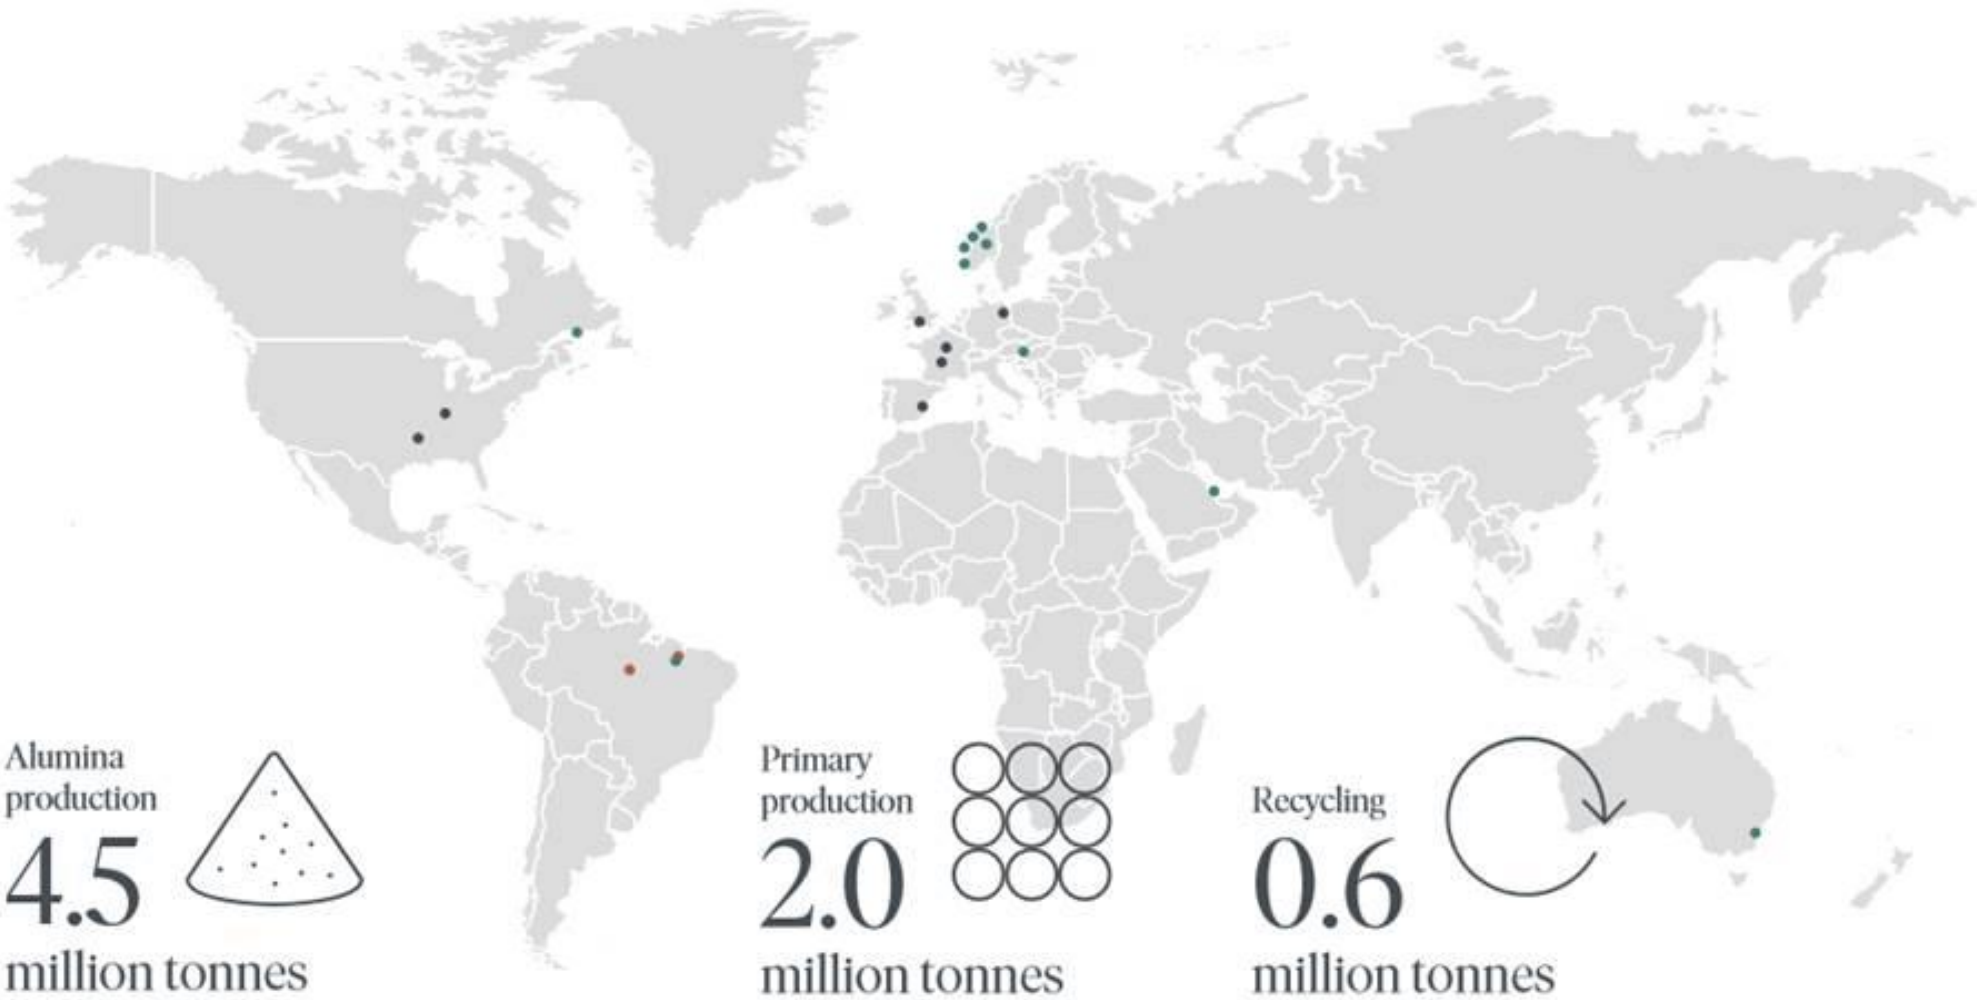 Alumina
production
4.5
million tonnes
Primary
production
2.0
million tonnes
Recycling
0.6
million tonnes